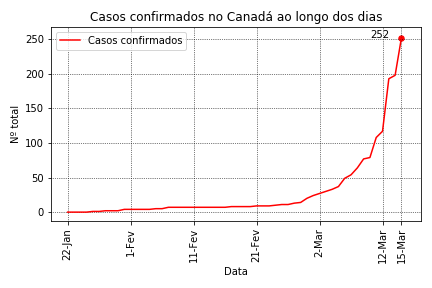 Casos confirmados no Canadá ao longo dos dias
Casos confirmados
252
Nº total
250
200
150
100
50
0
22-Jan
1-Fev
11-Fev
21-Fev
2-Mar
12-Mar
15-Mar
Data